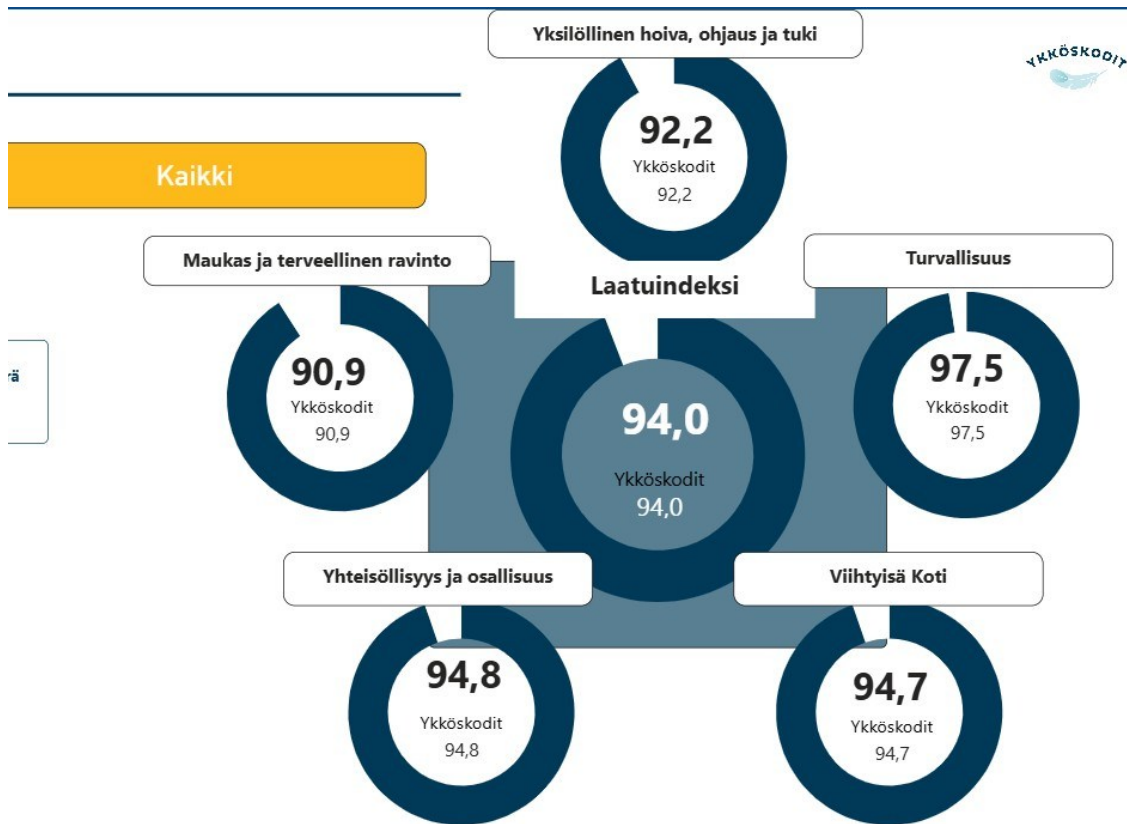 Yksilöllinen hoiva, ohjaus ja tuki
YKKÖSKODIT
92,2
Ykköskodit
92,2
Kaikki
Maukas ja terveellinen ravinto
Turvallisuus
Laatuindeksi
90,9
Ykköskodit
90,9
97,5
Ykköskodit
97,5
94,0
Ykköskodit
94,0
rä
Yhteisöllisyys ja osallisuus
Viihtyisä Koti
94,8
Ykköskodit
94,8
94,7
Ykköskodit
94,7